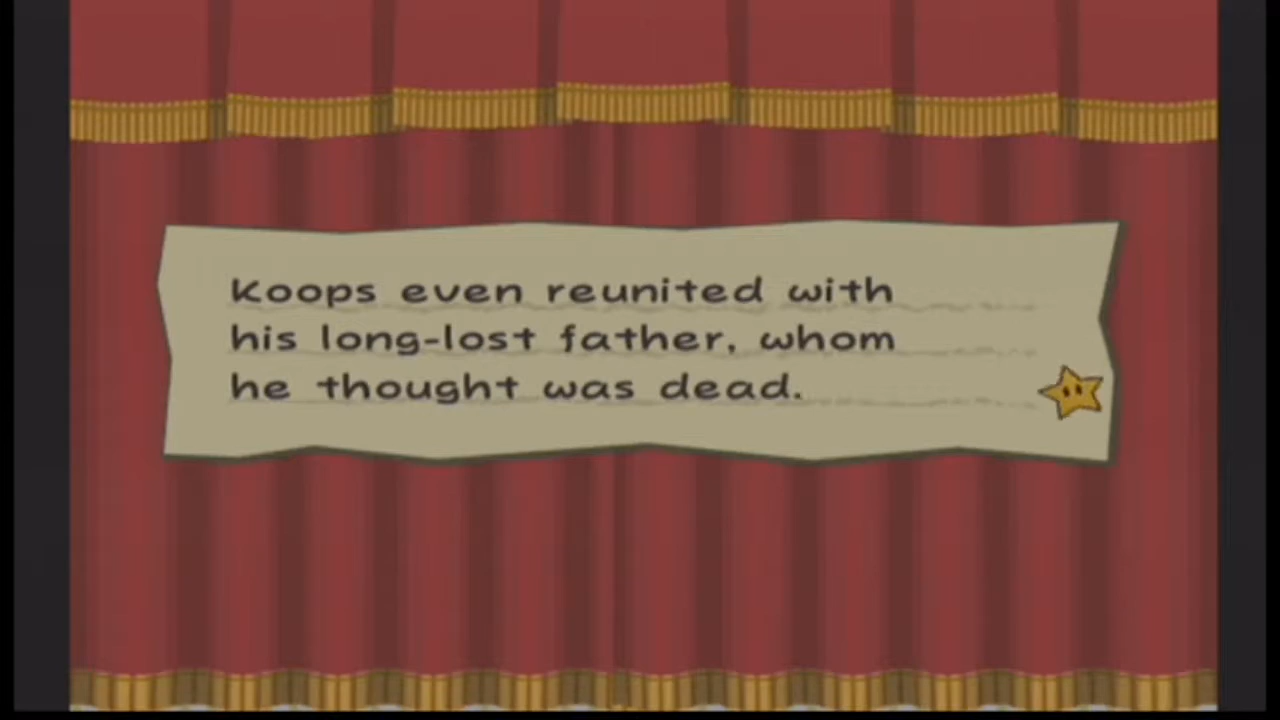 Koops even reunited with
his long-lost father, whom
he thought was dead.